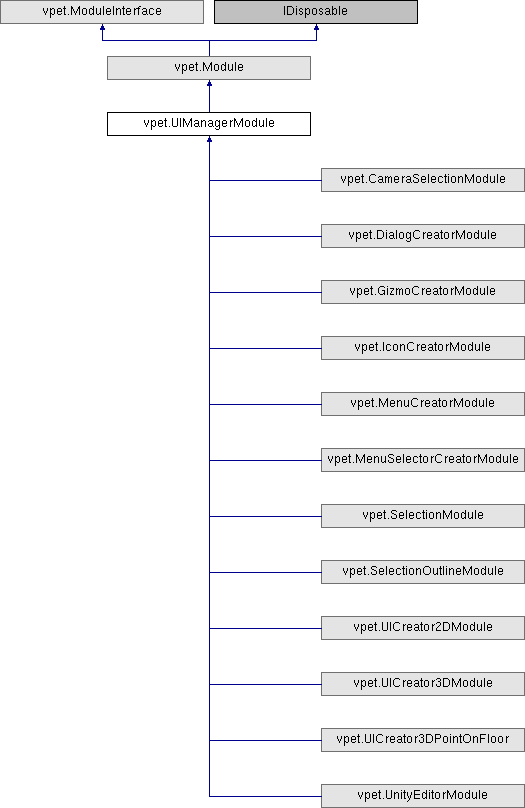 vpet.ModuleInterface
IDisposable
vpet.Module
vpet.UIManagerModule
vpet.CameraSelectionModule
vpet.DialogCreatorModule
vpet.GizmoCreatorModule
vpet.IconCreatorModule
vpet.MenuCreatorModule
vpet.MenuSelectorCreatorModule
vpet.SelectionModule
vpet.SelectionOutlineModule
vpet.UICreator2DModule
vpet.UICreator3DModule
vpet.UICreator3DPointOnFloor
vpet.UnityEditorModule